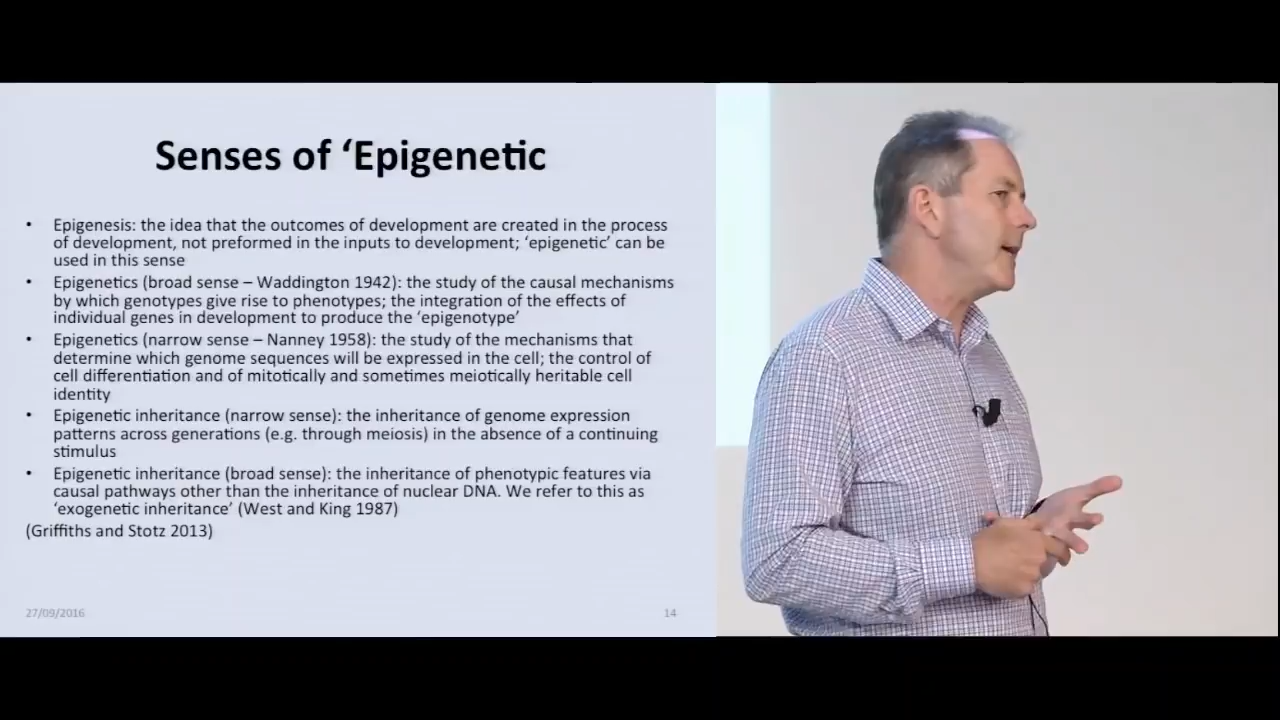 Senses of ‘Epigenetic
• Epigenesis: the idea that the outcomes of development are created in the process
of development, not preformed in the inputs to development; ‘epigenetic’ can be
used in this sense
• Epigenetics (broad sense – Waddington 1942): the study of the causal mechanisms
by which genotypes give rise to phenotypes; the integration of the effects of
individual genes in development to produce the ‘epigenotype’
• Epigenetics (narrow sense – Nanney 1958): the study of the mechanisms that
determine which genome sequences will be expressed in the cell; the control of
cell differentiation and of mitotically and sometimes meiotically heritable cell
identity
• Epigenetic inheritance (narrow sense): the inheritance of genome expression
patterns across generations (e.g. through meiosis) in the absence of a continuing
stimulus
• Epigenetic inheritance (broad sense): the inheritance of phenotypic features via
causal pathways other than the inheritance of nuclear DNA. We refer to this as
‘exogenetic inheritance’ (West and King 1987)
(Griffiths and Stotz 2013)
27/09/2016
14